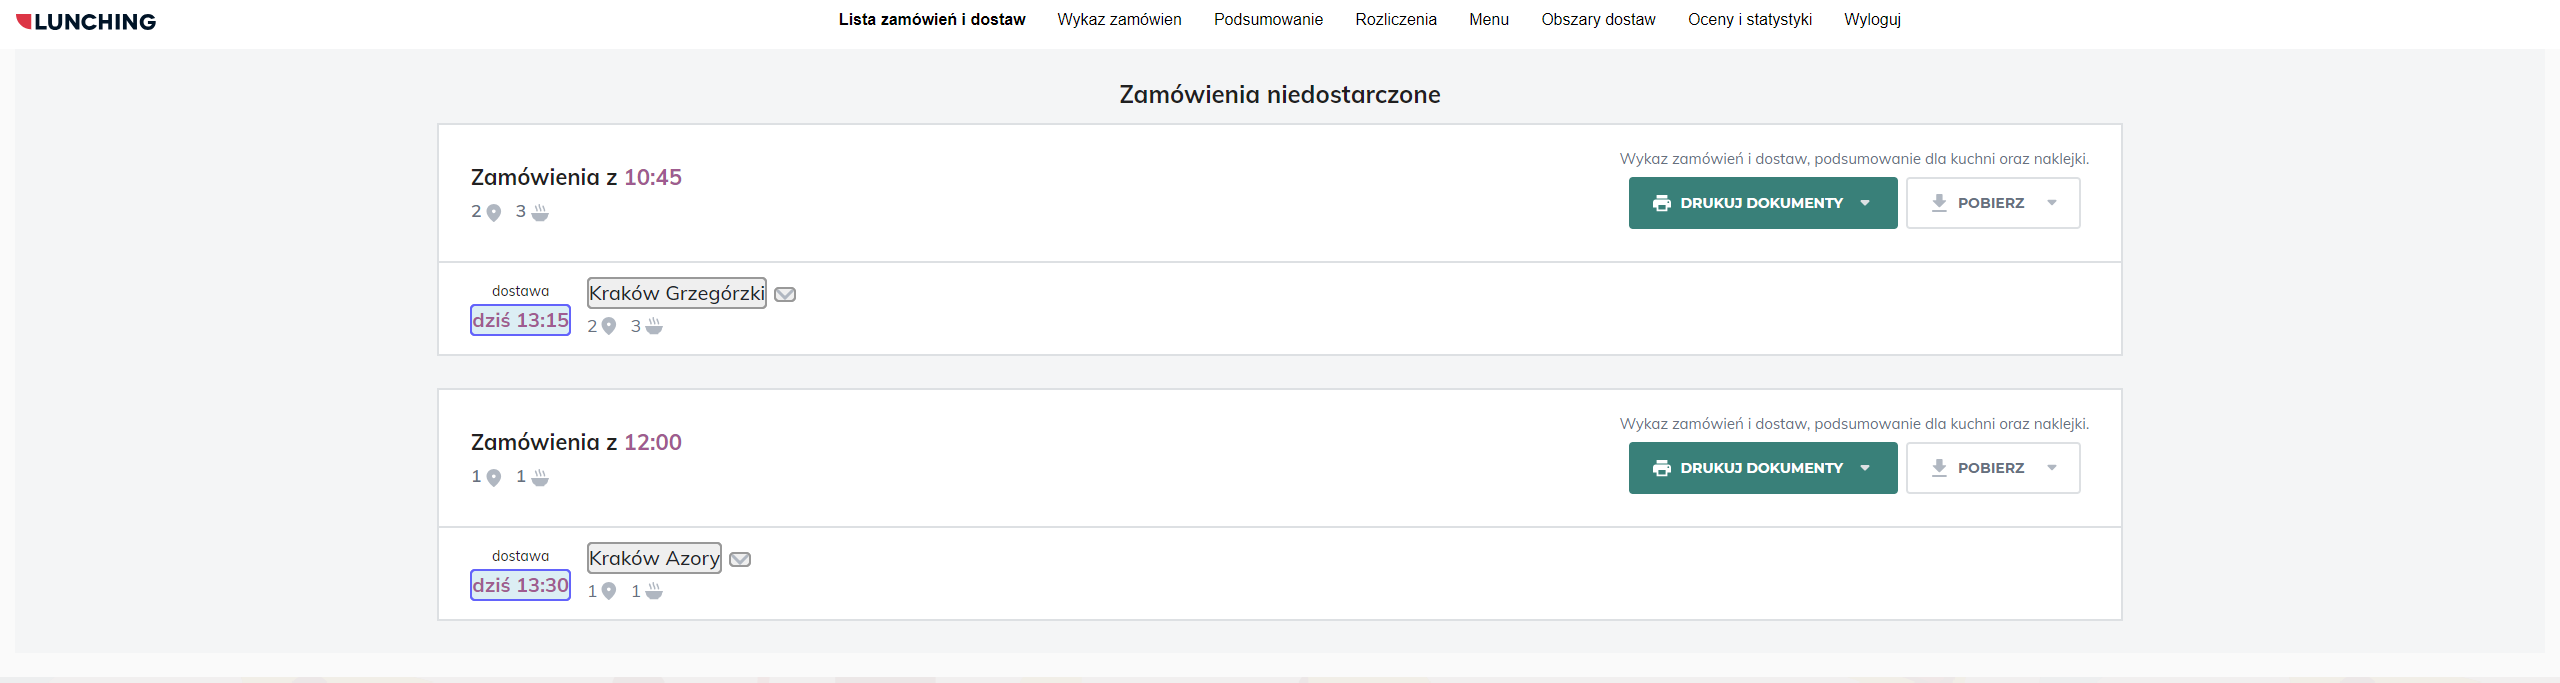 LUNCHING
Lista zamówień i dostaw Wykaz zamówien Podsumowanie Rozliczenia Menu Obszary dostaw Oceny i statystyki Wyloguj
Zamówienia niedostarczone
Wykaz zamówień i dostaw, podsumowanie dla kuchni oraz naklejki.
Zamówienia z 10:45
DRUKUJ DOKUMENTY POBIERZ
2 3
dostawa Kraków Grzegórzki
dziś 13:15 2 3
Wykaz zamówień i dostaw, podsumowanie dla kuchni oraz naklejki.
Zamówienia z 12:00
DRUKUJ DOKUMENTY POBIERZ
1 1
dostawa Kraków Azory
dziś 13:30 1 1